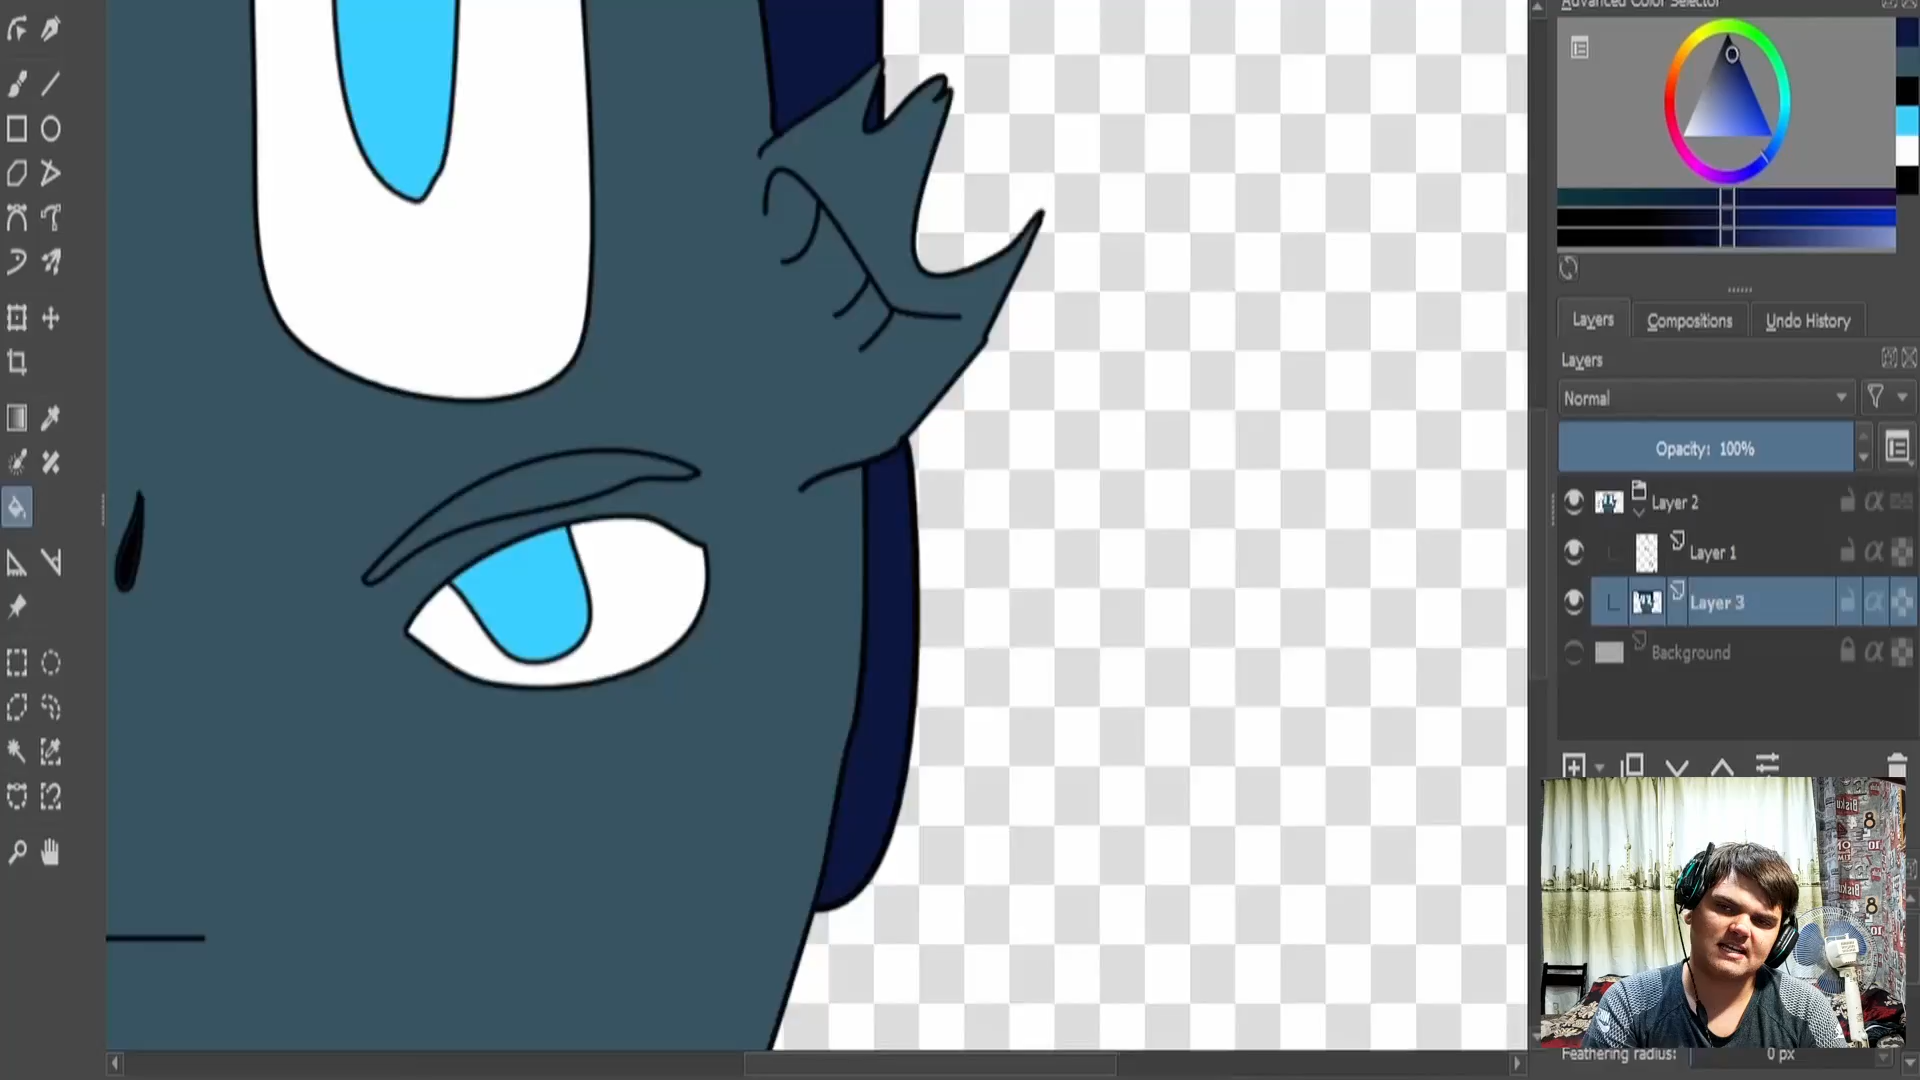 Advanced Color Selector
Layers
Compositions
Undo History
Layers
Normal
Opacity: 100%
Layer 2
Layer 1
Layer 3
Background
Feathering radius:
0 px